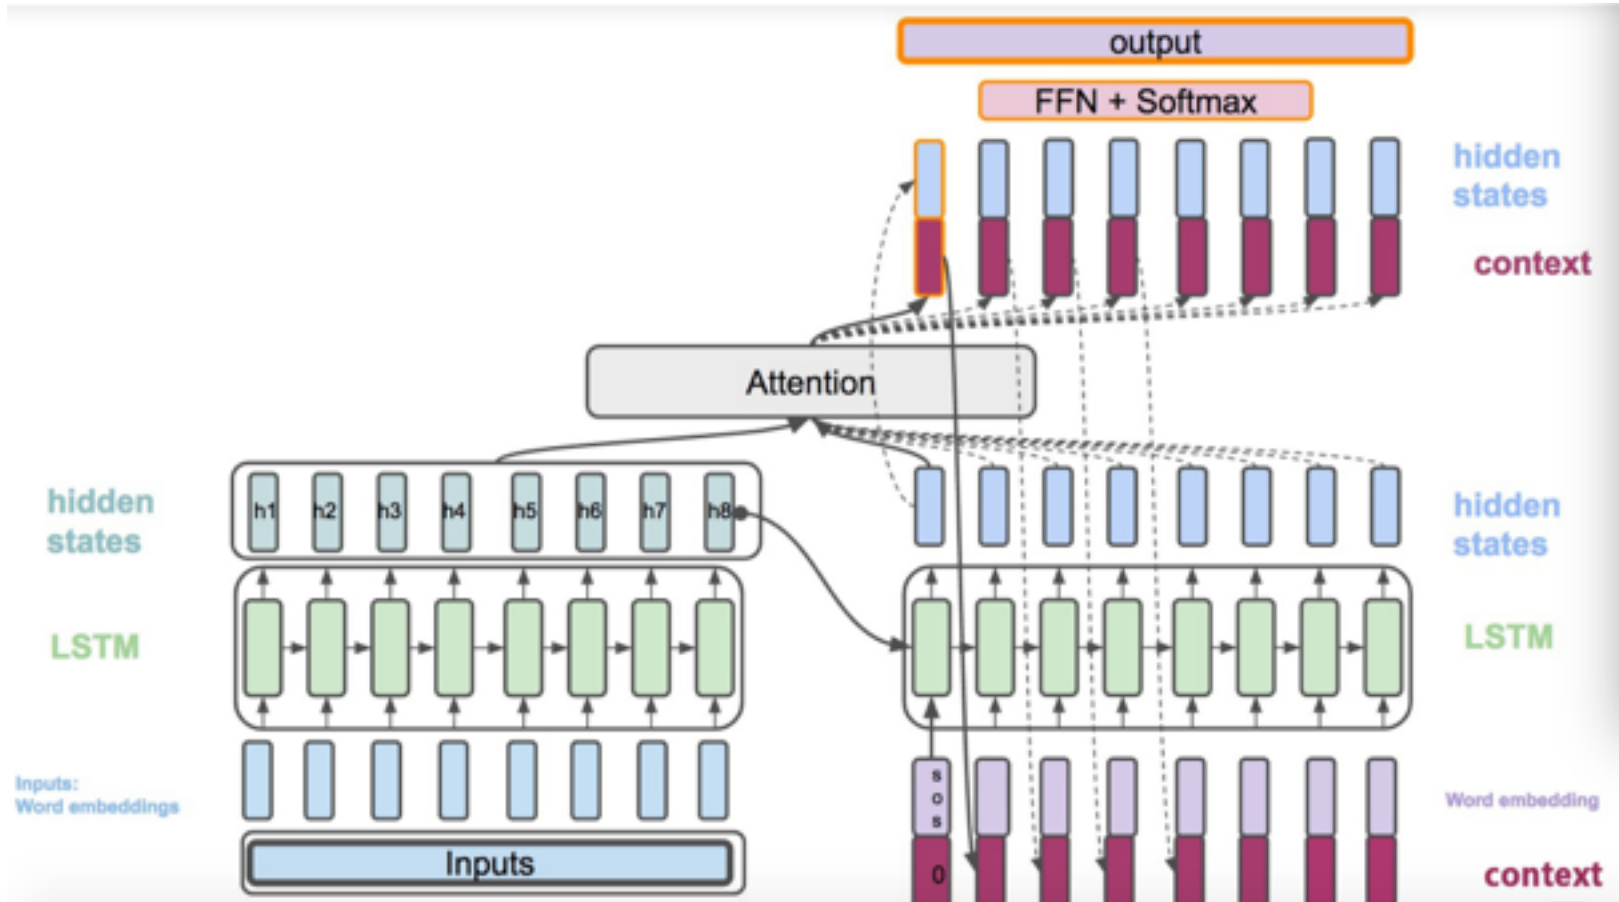 output
FFN + Softmax
hidden
states
context
Attention
hidden
states
h1 h2 h3 h4 h5 h6 h7 h8
hidden
states
LSTM
LSTM
Inputs:
Word embeddings
s
o
s
Word embedding
Inputs
0
context